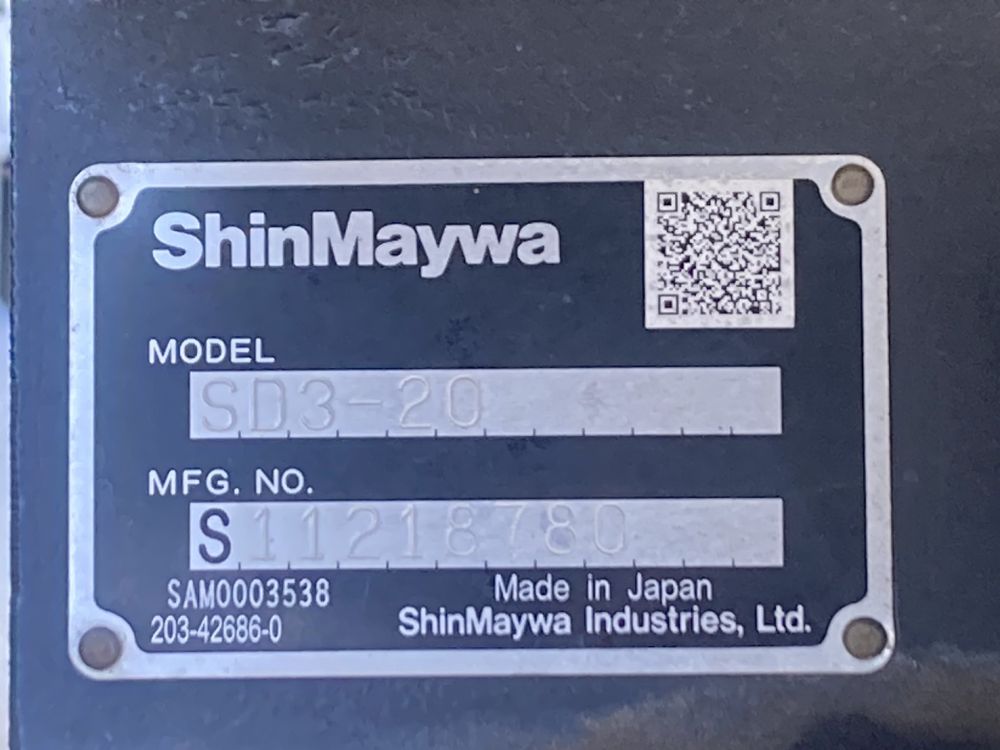 ShinMaywa
MODEL
SD3-20
MFG. NO.
S11218780
SAM0003538
203-42686-0
Made in Japan
ShinMaywa Industries, Ltd.